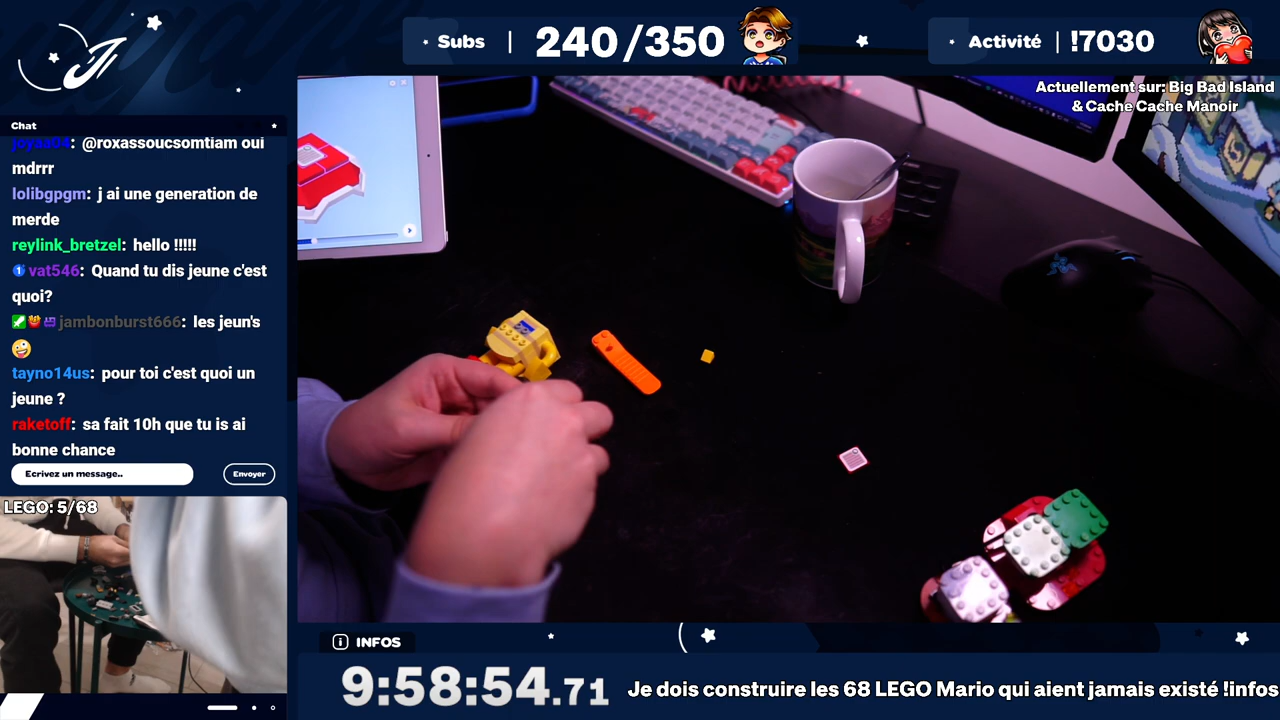 Subs | 240/350
Activité | !7030
Actuellement sur: Big Bad Island
& Cache Cache Manoir
Chat
joyaa04: @roxassoucsomtiam oui
mdrrr
lolibgpgm: j ai une generation de
merde
reylink_bretzel: hello !!!!!
1 vat546: Quand tu dis jeune c'est
quoi?
jambonburst666: les jeun's
tayno14us: pour toi c'est quoi un
jeune ?
raketoff: sa fait 10h que tu is ai
bonne chance
Ecrivez un message..
Envoyer
LEGO: 5/68
i INFOS
9:58:54.71
Je dois construire les 68 LEGO Mario qui aient jamais existé !infos